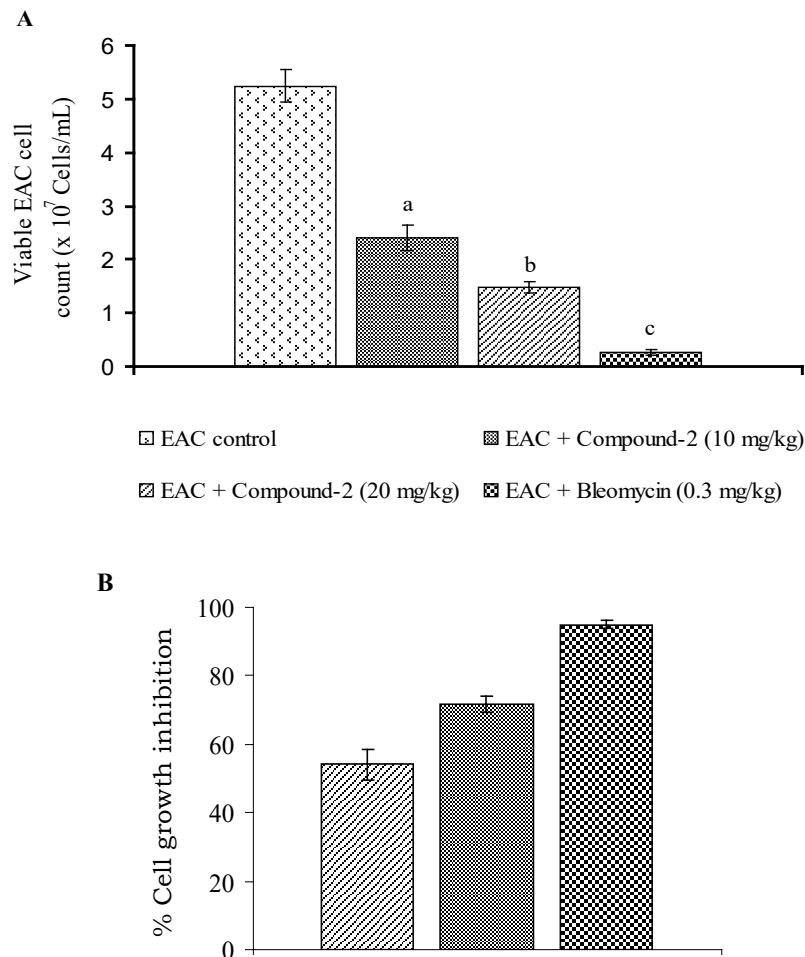 A
6
5
4
3
2
1
0
Viable EAC cell
count (x 10⁷ Cells/mL)
a
b
c
EAC control
EAC + Compound-2 (10 mg/kg)
EAC + Compound-2 (20 mg/kg)
EAC + Bleomycin (0.3 mg/kg)
B
100
80
60
40
20
0
% Cell growth inhibition